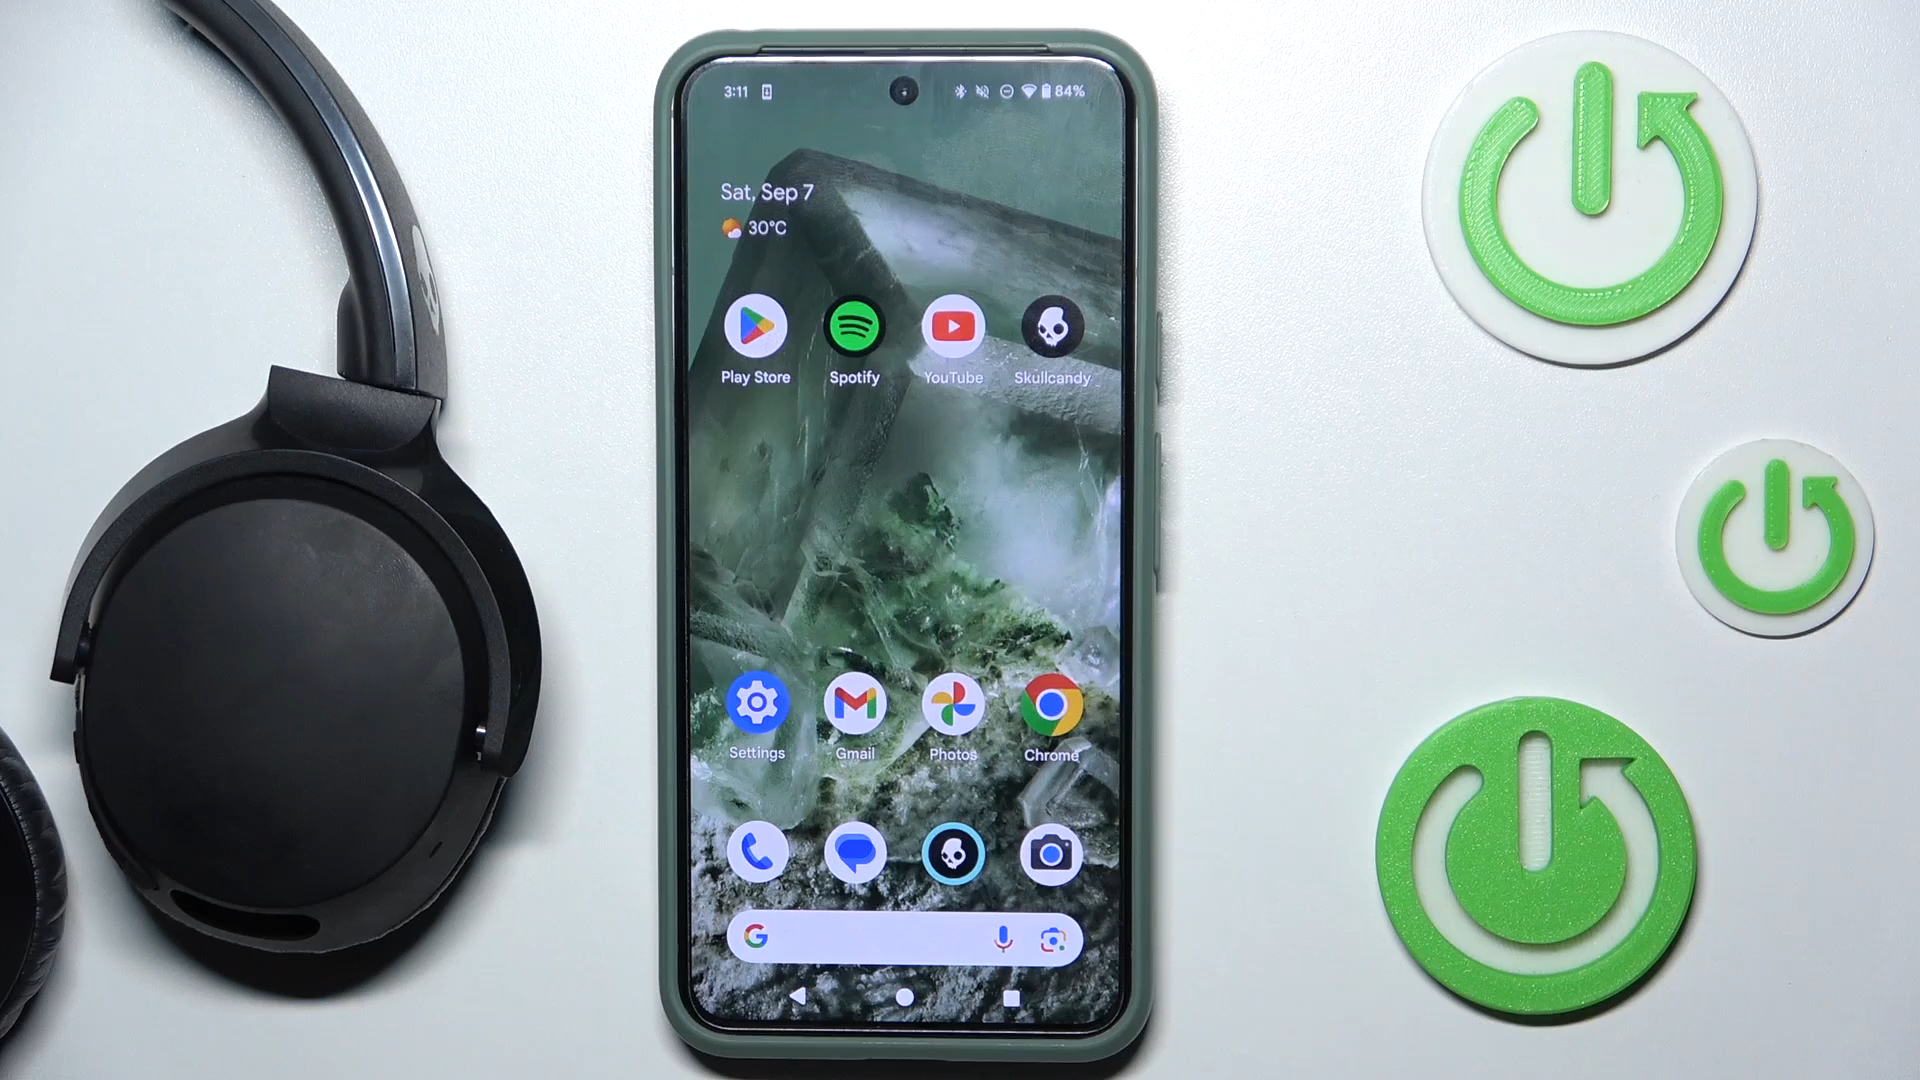 3:11
84%
Sat, Sep 7
30°C
Play Store Spotify YouTube Skullcandy
Settings Gmail Photos Chrome